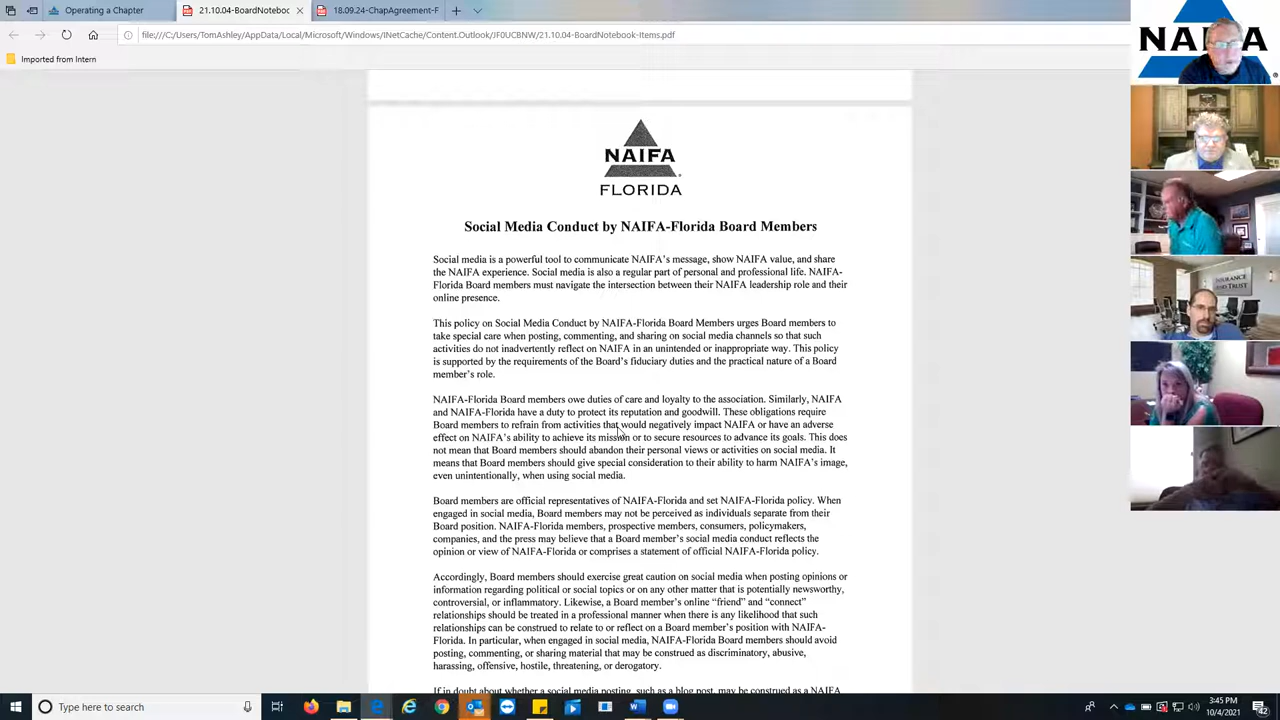 Operating a Chapter
21.10.04-BoardNoteboo
18.09.24-ChapAgreement-F
file:///C:/Users/TomAshley/AppData/Local/Microsoft/Windows/INetCache/Content.Outlook/JF0UCBNW/21.10.04-BoardNotebook-Items.pdf
Imported from Intern
NAIFA
FLORIDA
Social Media Conduct by NAIFA-Florida Board Members
Social media is a powerful tool to communicate NAIFA's message, show NAIFA value, and share
the NAIFA experience. Social media is also a regular part of personal and professional life. NAIFA-
Florida Board members must navigate the intersection between their NAIFA leadership role and their
online presence.
This policy on Social Media Conduct by NAIFA-Florida Board Members urges Board members to
take special care when posting, commenting, and sharing on social media channels so that such
activities do not inadvertently reflect on NAIFA in an unintended or inappropriate way. This policy
is supported by the requirements of the Board's fiduciary duties and the practical nature of a Board
member's role.
NAIFA-Florida Board members owe duties of care and loyalty to the association. Similarly, NAIFA
and NAIFA-Florida have a duty to protect its reputation and goodwill. These obligations require
Board members to refrain from activities that would negatively impact NAIFA or have an adverse
effect on NAIFA's ability to achieve its mission or to secure resources to advance its goals. This does
not mean that Board members should abandon their personal views or activities on social media. It
means that Board members should give special consideration to their ability to harm NAIFA's image,
even unintentionally, when using social media.
Board members are official representatives of NAIFA-Florida and set NAIFA-Florida policy. When
engaged in social media, Board members may not be perceived as individuals separate from their
Board position. NAIFA-Florida members, prospective members, consumers, policymakers,
companies, and the press may believe that a Board member's social media conduct reflects the
opinion or view of NAIFA-Florida or comprises a statement of official NAIFA-Florida policy.
Accordingly, Board members should exercise great caution on social media when posting opinions or
information regarding political or social topics or on any other matter that is potentially newsworthy,
controversial, or inflammatory. Likewise, a Board member's online "friend" and "connect"
relationships should be treated in a professional manner when there is any likelihood that such
relationships can be construed to relate to or reflect on a Board member's position with NAIFA-
Florida. In particular, when engaged in social media, NAIFA-Florida Board members should avoid
posting, commenting, or sharing material that may be construed as discriminatory, abusive,
harassing, offensive, hostile, threatening, or derogatory.
If in doubt about whether a social media posting, such as a blog post, may be construed as a NAIFA
INSURANCE
AND TRUST
Type here to search
3:45 PM
10/4/2021
42